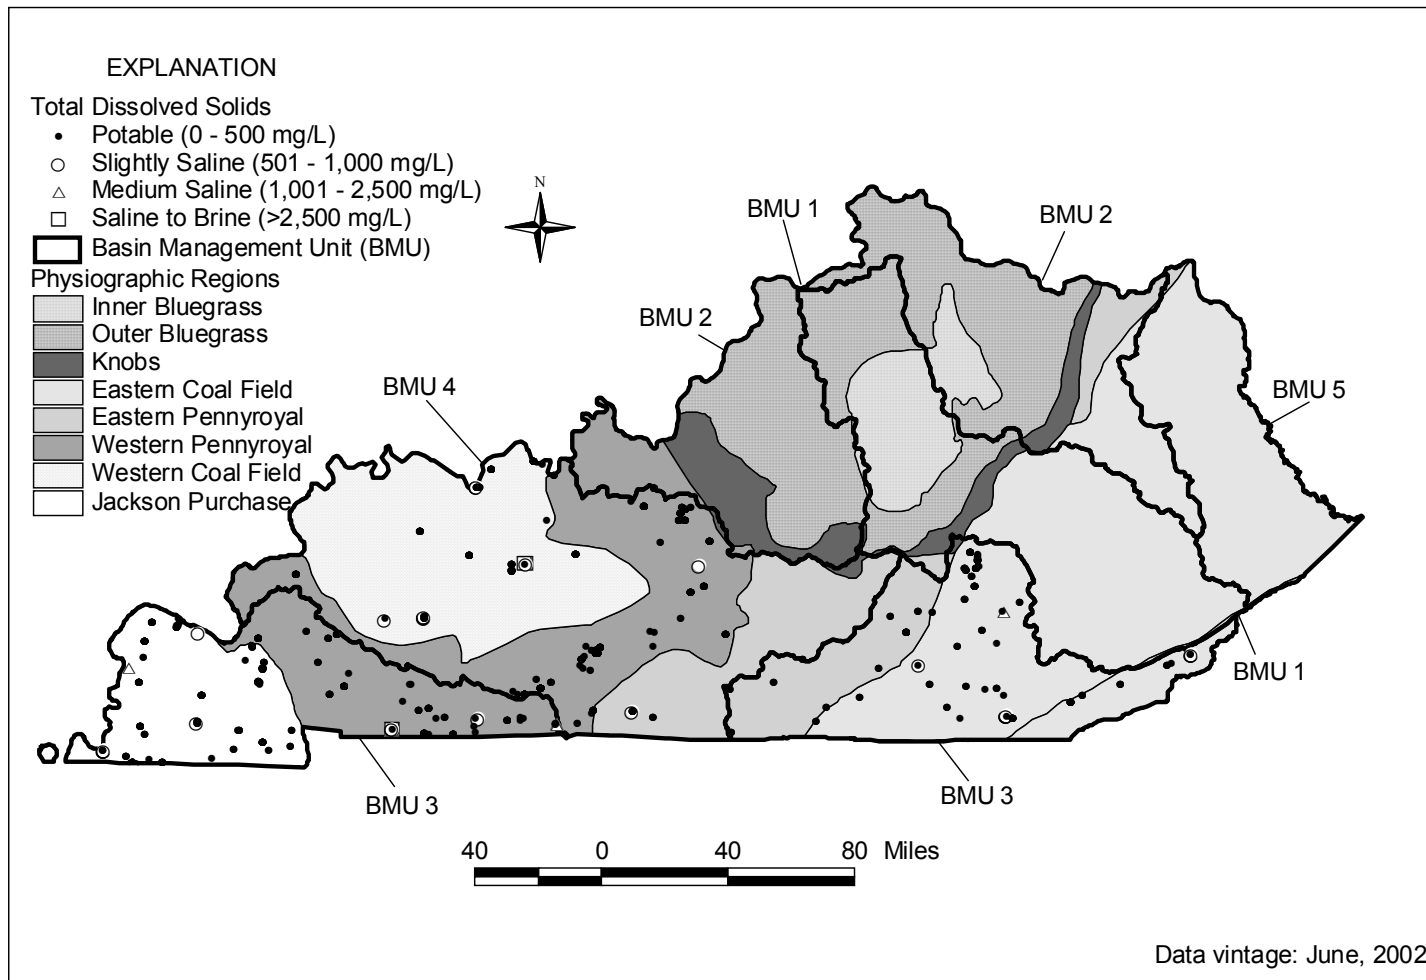 EXPLANATION
Total Dissolved Solids
Potable (0 - 500 mg/L)
Slightly Saline (501 - 1,000 mg/L)
Medium Saline (1,001 - 2,500 mg/L)
Saline to Brine (>2,500 mg/L)
Basin Management Unit (BMU)
Physiographic Regions
Inner Bluegrass
Outer Bluegrass
Knobs
Eastern Coal Field
Eastern Pennyroyal
Western Pennyroyal
Western Coal Field
Jackson Purchase
N
BMU 1
BMU 2
BMU 2
BMU 4
BMU 5
BMU 1
BMU 3
BMU 3
40 0 40 80 Miles
Data vintage: June, 2002